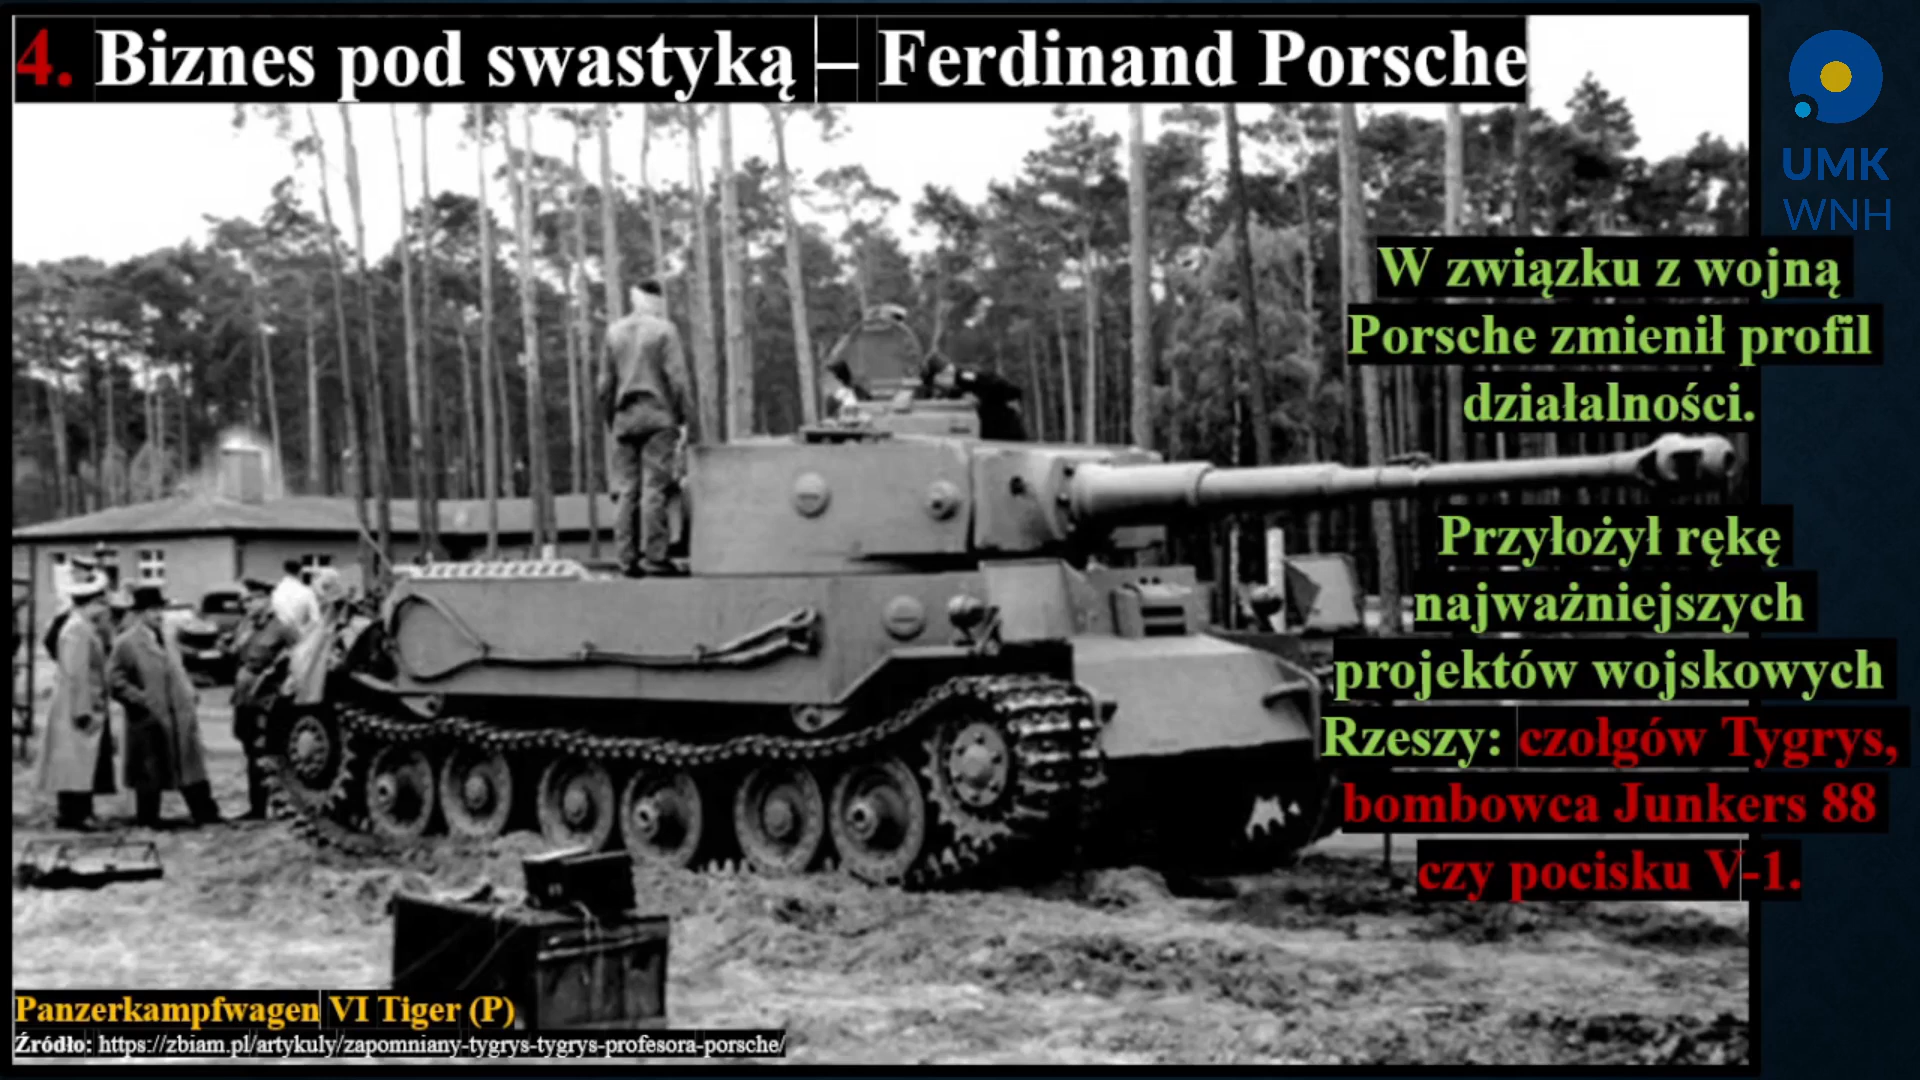 4. Biznes pod swastyką – Ferdinand Porsche
UMK
WNH
W związku z wojną
Porsche zmienił profil
działalności.
Przyłożył rękę
najważniejszych
projektów wojskowych
Rzeszy: czołgów Tygrys,
bombowca Junkers 88
czy pocisku V-1.
Panzerkampfwagen VI Tiger (P)
Źródło: https://zbiam.pl/artykuly/zapomniany-tygrys-tygrys-profesora-porsche/